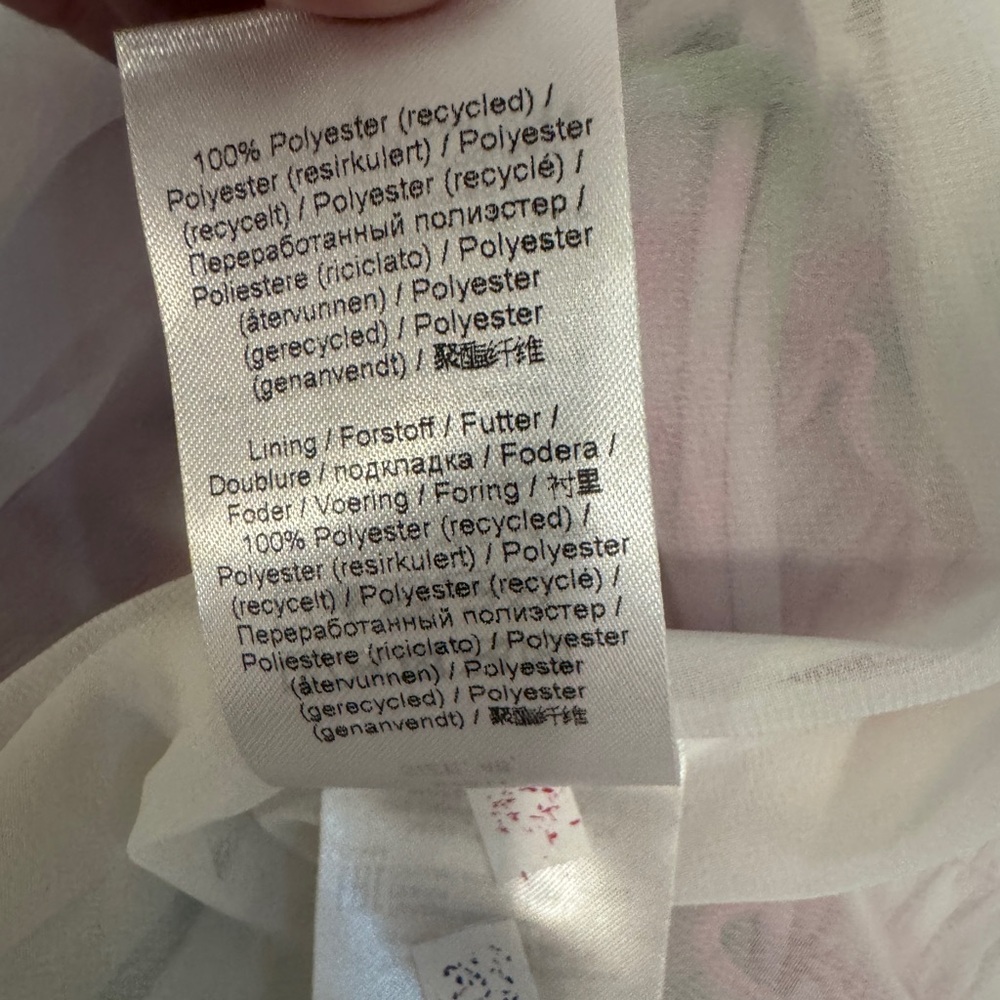 100% Polyester (recycled) /
Polyester (resirkulert) / Polyester
(recycelt) / Polyester (recyclé) /
Переработанный полиэстер /
Poliestere (riciclato) / Polyester
(återvunnen) / Polyester
(gerecycled) / Polyester
(genanvendt) / 聚酯纤维
Lining / Forstoff / Futter /
Doublure / подкладка / Fodera /
Foder / Voering / Foring / 衬里
100% Polyester (recycled) /
Polyester (resirkulert) / Polyester
(recycelt) / Polyester (recyclé) /
Переработанный полиэстер /
Poliestere (riciclato) / Polyester
(återvunnen) / Polyester
(gerecycled) / Polyester
(genanvendt) / 聚酯纤维